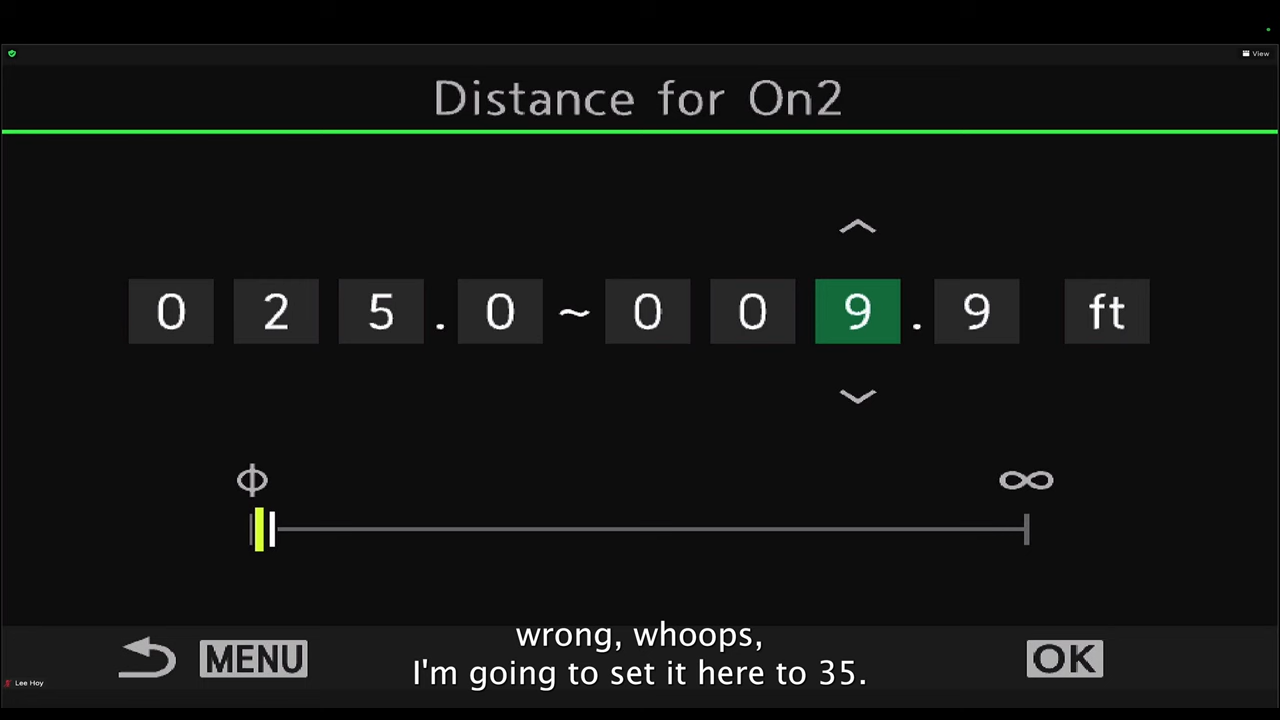 View
Distance for On2
0 2 5 . 0 ~ 0 0 9 . 9 ft
Φ ∞
wrong, whoops,
MENU OK
I'm going to set it here to 35.
Lee Hoy